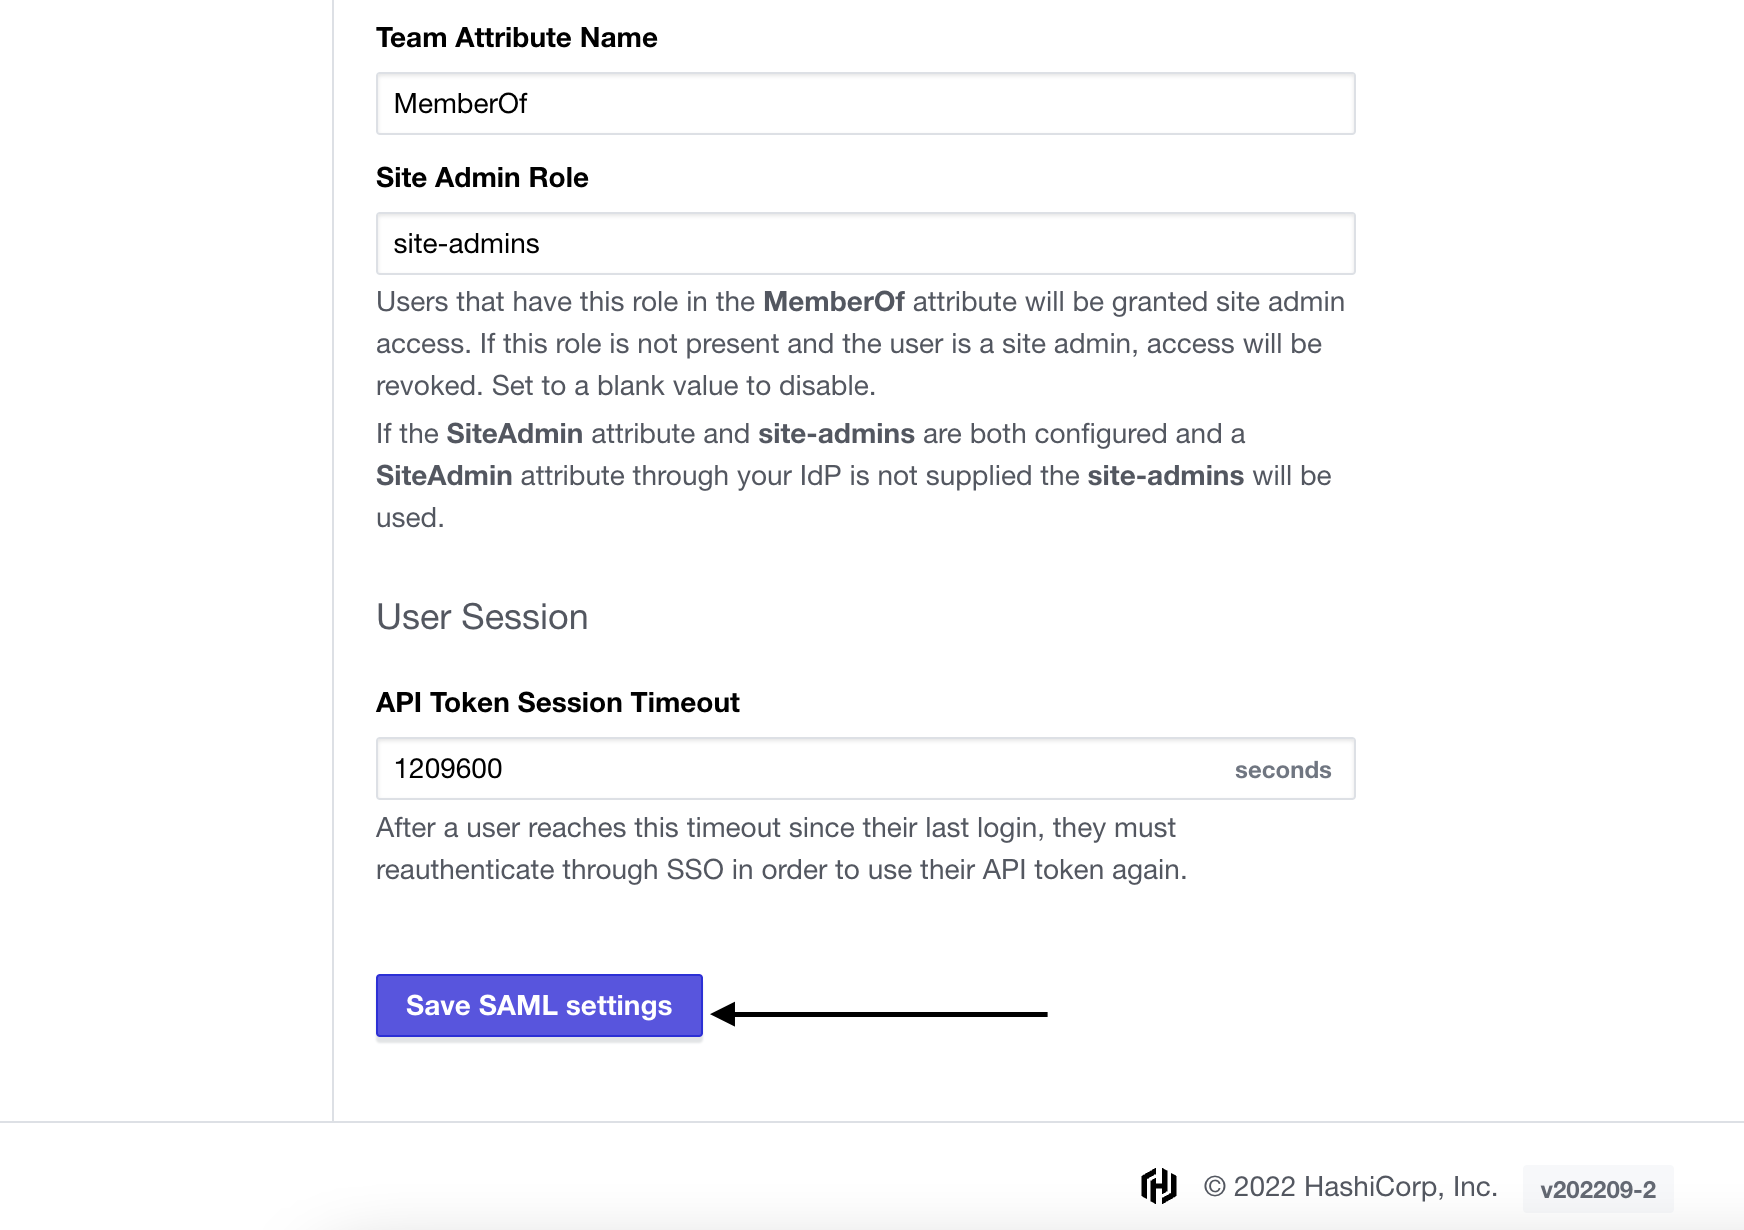 Team Attribute Name
MemberOf
Site Admin Role
site-admins
Users that have this role in the MemberOf attribute will be granted site admin
access. If this role is not present and the user is a site admin, access will be
revoked. Set to a blank value to disable.
If the SiteAdmin attribute and site-admins are both configured and a
SiteAdmin attribute through your IdP is not supplied the site-admins will be
used.
User Session
API Token Session Timeout
1209600 seconds
After a user reaches this timeout since their last login, they must
reauthenticate through SSO in order to use their API token again.
Save SAML settings
© 2022 HashiCorp, Inc. v202209-2